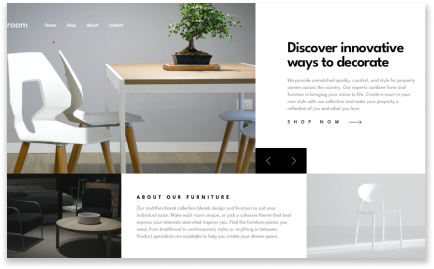 room
home shop about contact
Discover innovative
ways to decorate
We provide unmatched quality, comfort, and style for property
owners across the country. Our experts combine form and
function in bringing your vision to life. Create a room in your
own style with our collection and make your property a
reflection of you and what you love.
SHOP NOW
ABOUT OUR FURNITURE
Our multifunctional collection blends design and function to suit your
individual taste. Make each room unique, or pick a cohesive theme that best
express your interests and what inspires you. Find the furniture pieces you
need, from traditional to contemporary styles or anything in between.
Product specialists are available to help you create your dream space.